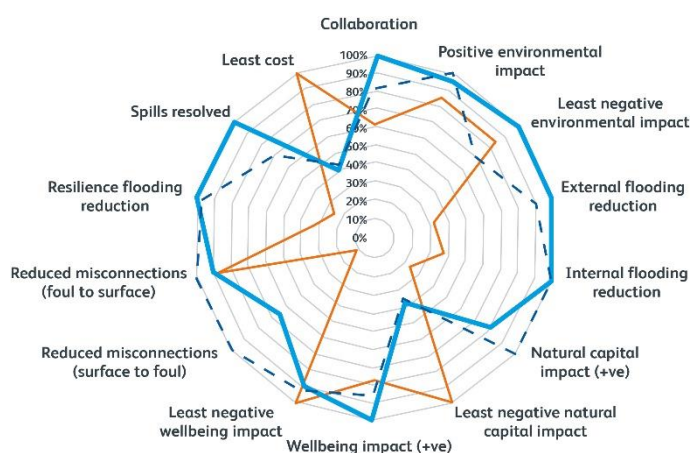 Collaboration
Positive environmental
impact
Least negative
environmental impact
External flooding
reduction
Internal flooding
reduction
Natural capital
impact (+ve)
Least negative natural
capital impact
Wellbeing impact (+ve)
Least negative
wellbeing impact
Reduced misconnections
(surface to foul)
Reduced misconnections
(foul to surface)
Resilience flooding
reduction
Spills resolved
Least cost
100%
90%
80%
70%
60%
50%
40%
30%
20%
10%
0%